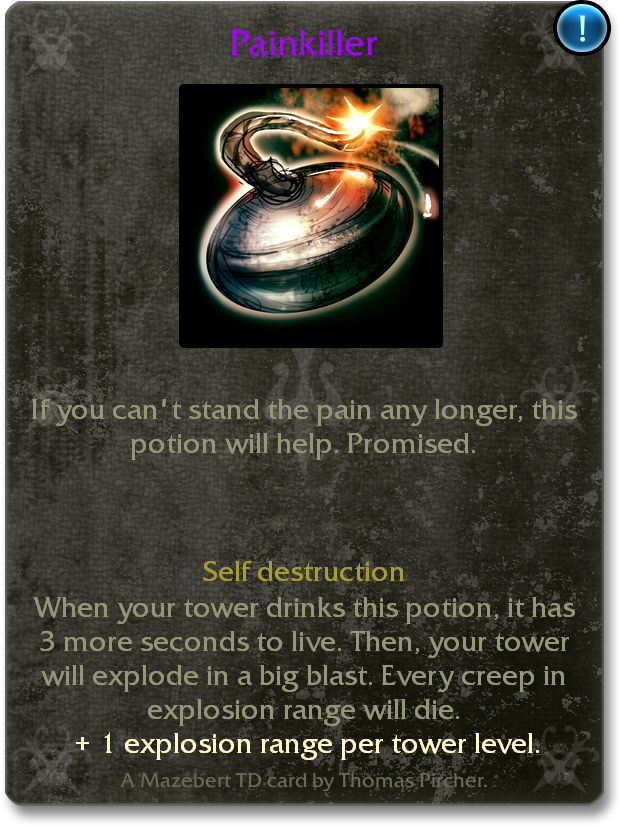 !
Painkiller
If you can't stand the pain any longer, this
potion will help. Promised.
Self destruction
When your tower drinks this potion, it has
3 more seconds to live. Then, your tower
will explode in a big blast. Every creep in
explosion range will die.
+ 1 explosion range per tower level.
A Mazebert TD card by Thomas Pircher.